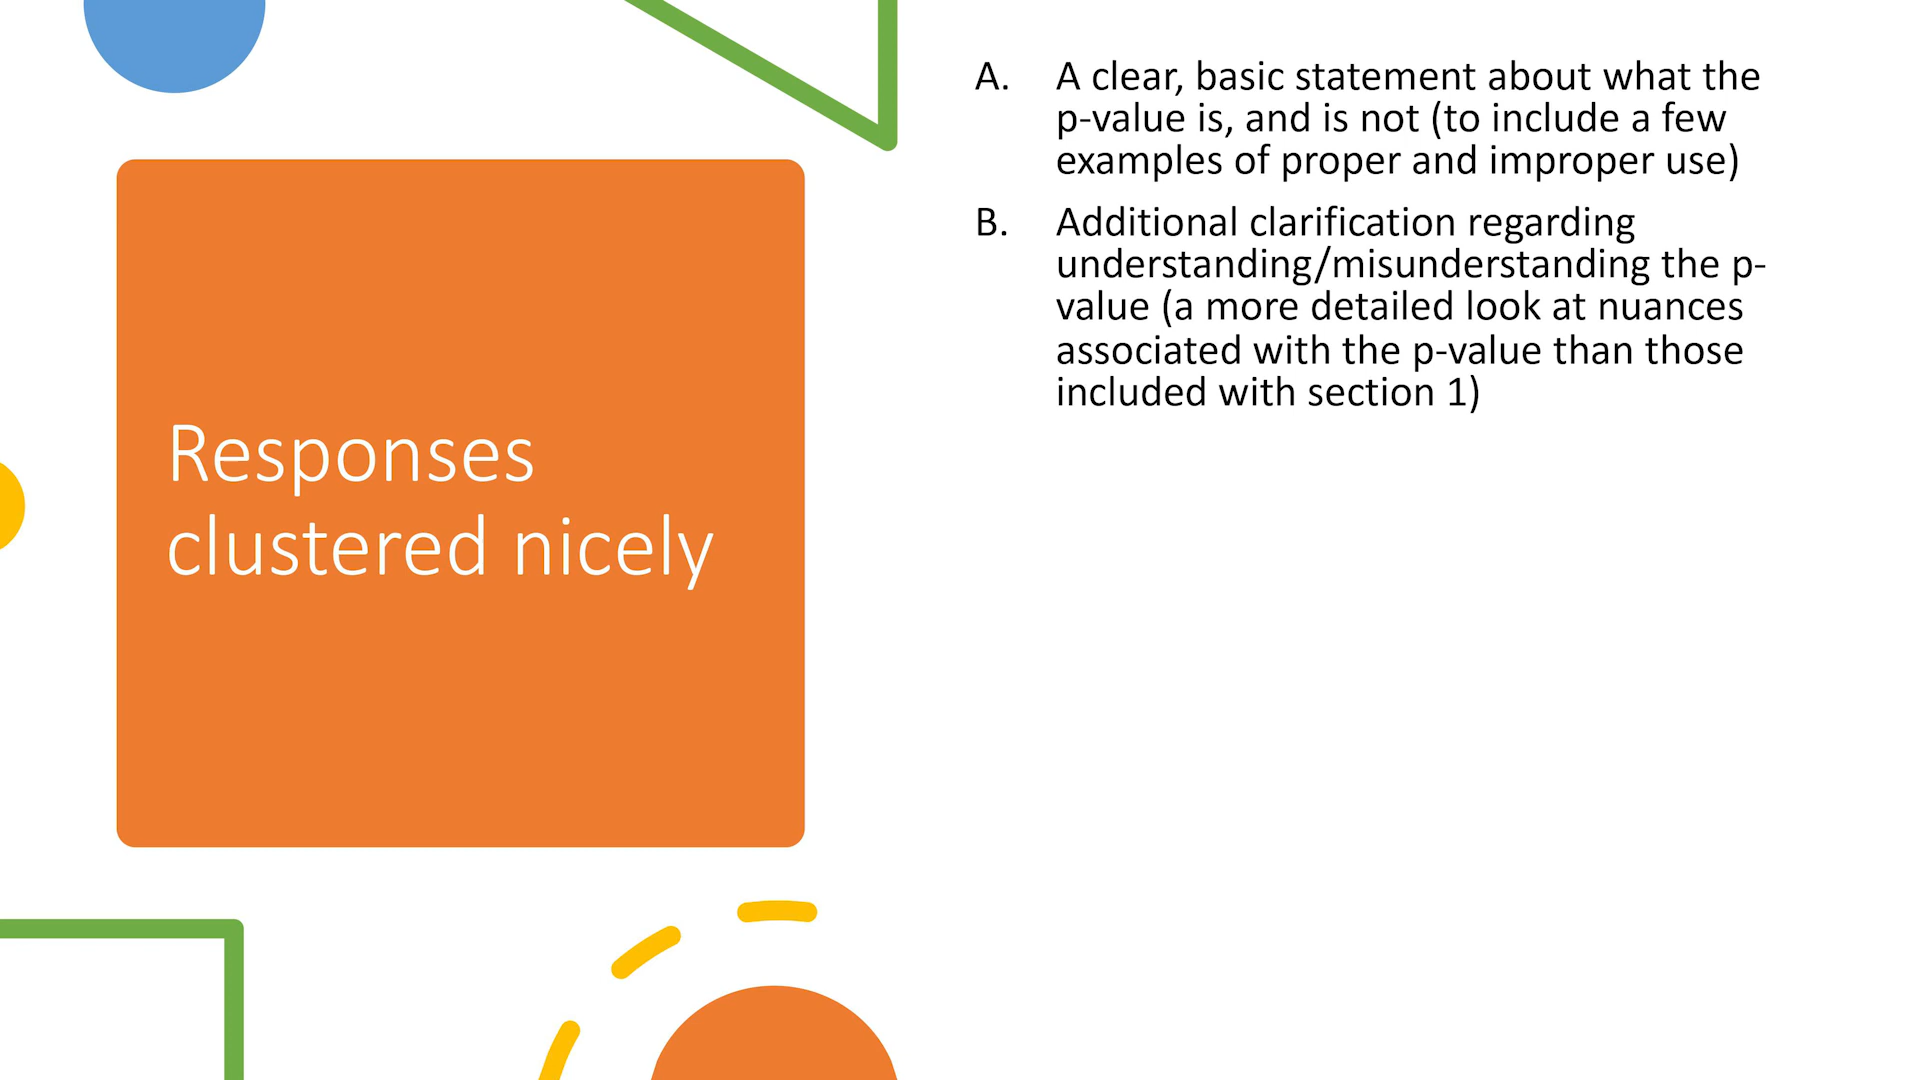 Responses
clustered nicely
A. A clear, basic statement about what the
p-value is, and is not (to include a few
examples of proper and improper use)
B. Additional clarification regarding
understanding/misunderstanding the p-
value (a more detailed look at nuances
associated with the p-value than those
included with section 1)